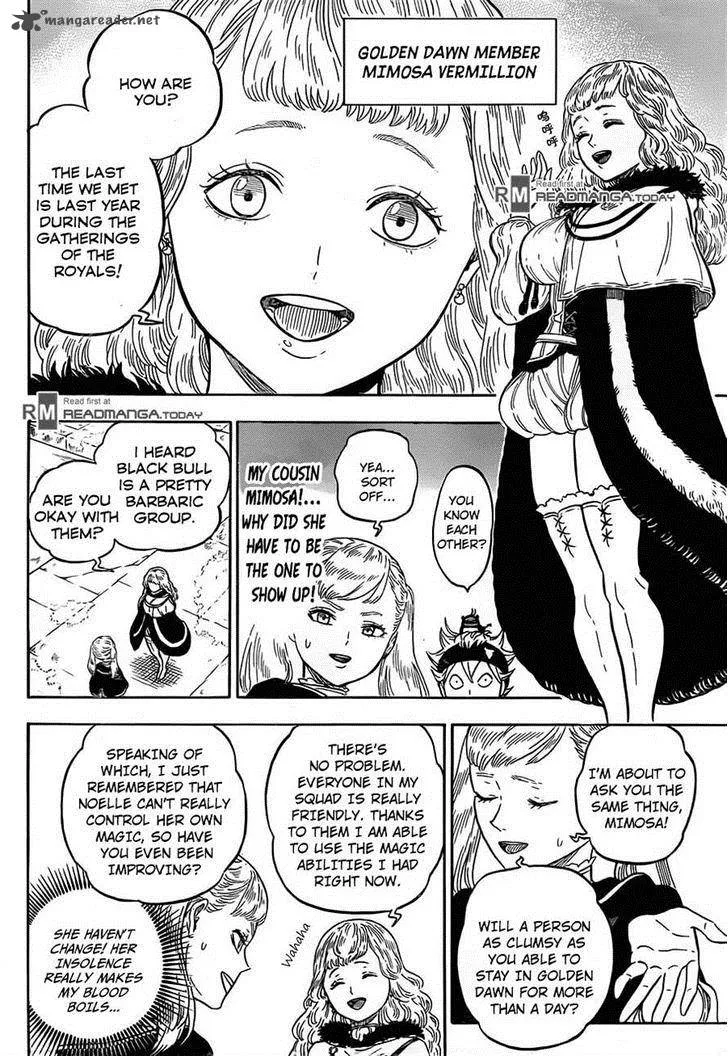 mangareader.net
GOLDEN DAWN MEMBER
MIMOSA VERMILLION
HOW ARE
YOU?
THE LAST
TIME WE MET
IS LAST YEAR
DURING THE
GATHERINGS
OF THE
ROYALS!
嗚呼呼
RM Read first at
READMANGA.TODAY
RM Read first at
READMANGA.TODAY
I HEARD
BLACK BULL
IS A PRETTY
BARBARIC
GROUP.
ARE YOU
OKAY WITH
THEM?
YOU
KNOW
EACH
OTHER?
YEA...
SORT
OFF...
MY COUSIN
MIMOSA!...
WHY DID SHE
HAVE TO BE
THE ONE TO
SHOW UP!
I'M ABOUT TO
ASK YOU THE
SAME THING,
MIMOSA!
WILL A PERSON
AS CLUMSY AS
YOU ABLE TO
STAY IN
GOLDEN DAWN
FOR MORE
THAN A DAY?
THERE'S
NO PROBLEM.
EVERYONE IN MY
SQUAD IS REALLY
FRIENDLY. THANKS
TO THEM I AM ABLE
TO USE THE MAGIC
ABILITIES I HAD
RIGHT NOW.
Wahaha
SPEAKING OF
WHICH, I JUST
REMEMBERED THAT
NOELLE CAN'T REALLY
CONTROL HER OWN
MAGIC, SO HAVE
YOU EVEN BEEN
IMPROVING?
SHE HAVEN'T
CHANGE! HER
INSOLENCE
REALLY MAKES
MY BLOOD
BOILS...